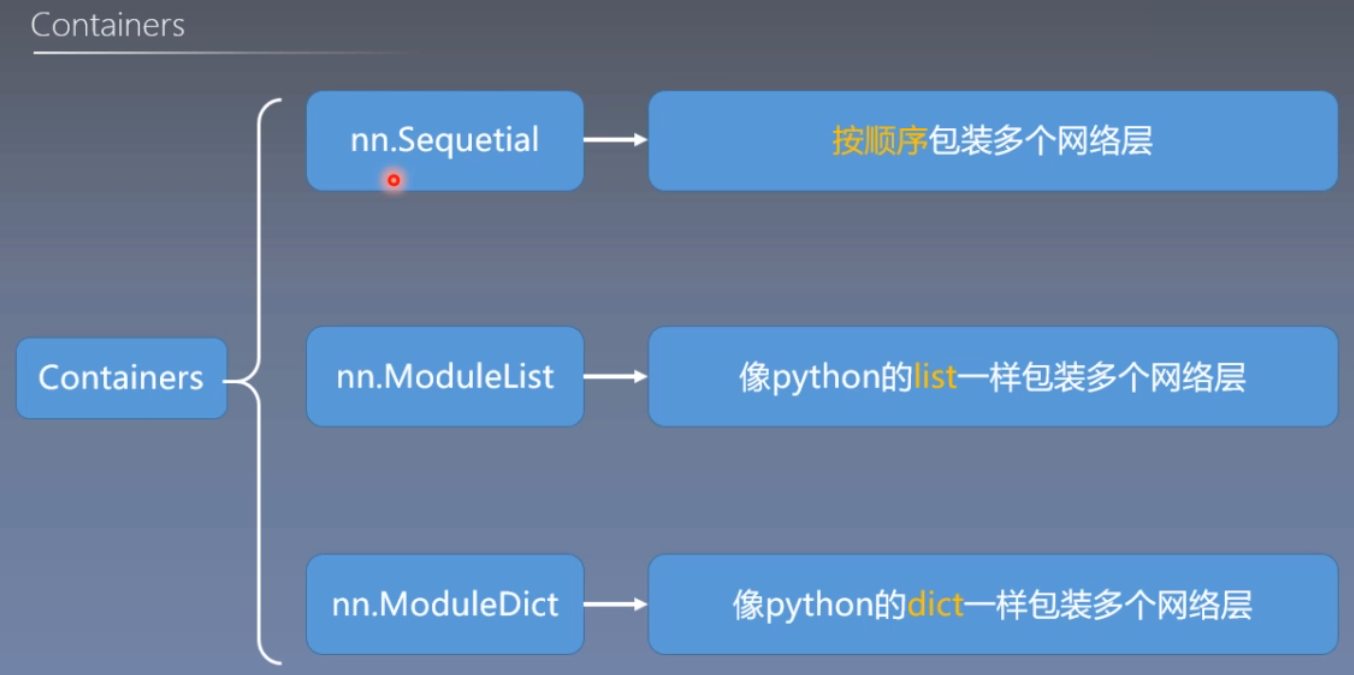 Containers
nn.Sequetial
按顺序包装多个网络层
Containers
nn.ModuleList
像python的list一样包装多个网络层
nn.ModuleDict
像python的dict一样包装多个网络层